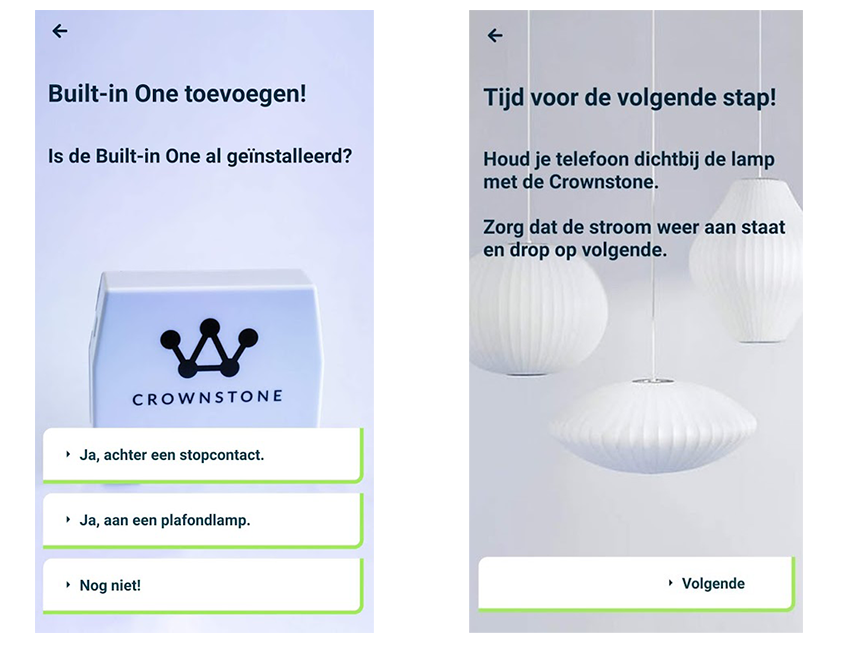 Built-in One toevoegen!
Is de Built-in One al geïnstalleerd?
CROWNSTONE
Ja, achter een stopcontact.
Ja, aan een plafondlamp.
Nog niet!
Tijd voor de volgende stap!
Houd je telefoon dichtbij de lamp
met de Crownstone.
Zorg dat de stroom weer aan staat
en drop op volgende.
Volgende